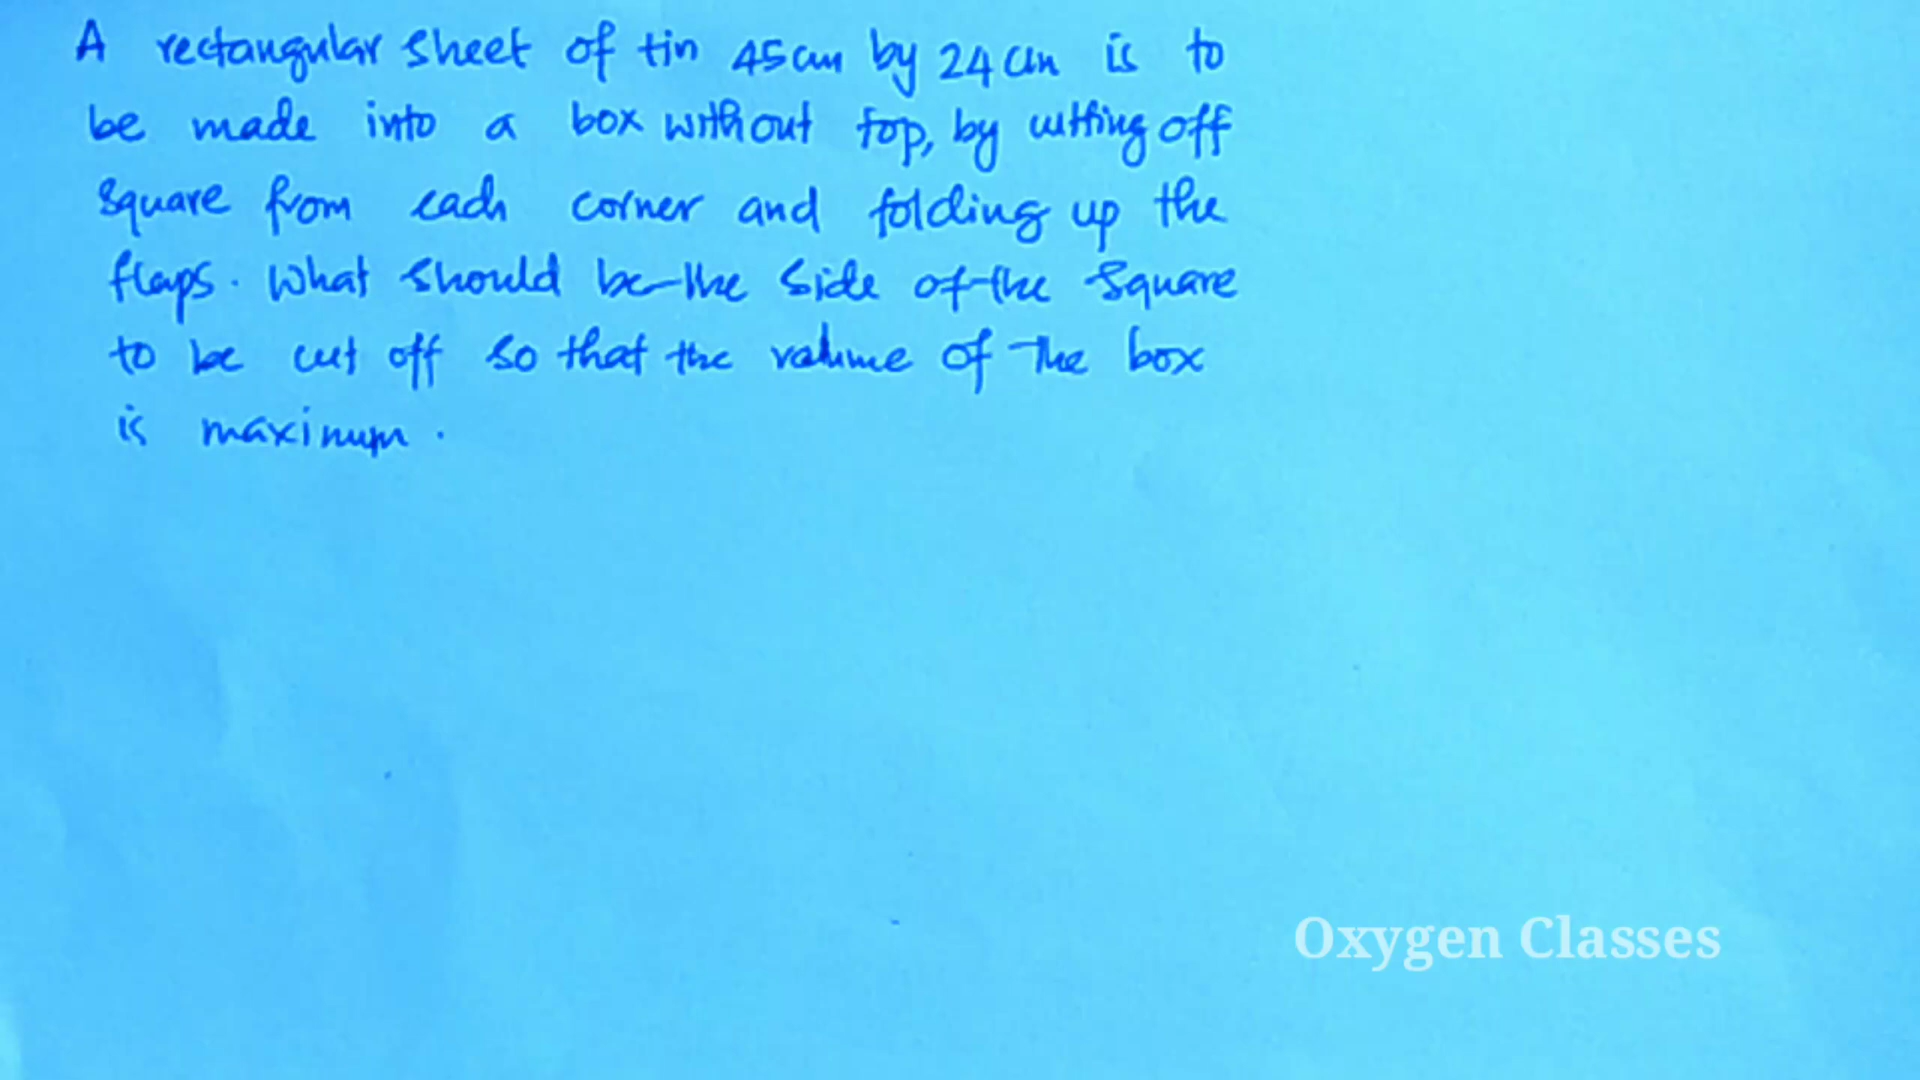 A rectangular sheet of tin 45cm by 24cm is to
be made into a box without top, by cutting off
square from each corner and folding up the
flaps. What should be the side of the square
to be cut off so that the volume of the box
is maximum.
Oxygen Classes